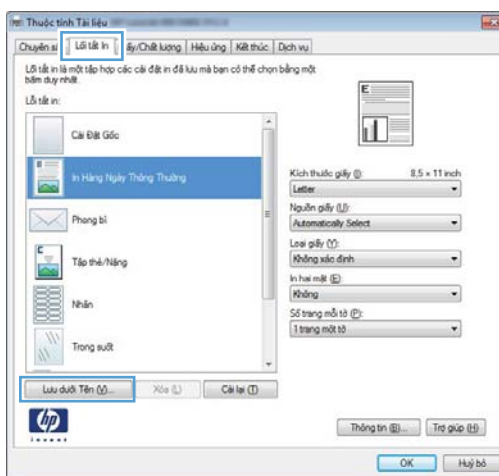 Thuộc tính Tài liệu
Chuyên s
Lối tắt In
ấy/Chất lượng
Hiệu ứng
Kết thúc
Dịch vụ
Lối tắt in là một tập hợp các cài đặt in đã lưu mà bạn có thể chọn bằng một
bấm duy nhất.
Lối tắt in:
Cài Đặt Gốc
In Hàng Ngày Thông Thường
Phong bì
Tập thẻ/Nặng
Nhãn
Trong suốt
Lưu dưới Tên (V)...
Xóa (L)
Cài lại (T)
E
Kích thước giấy (I):
8,5 × 11 inch
Letter
Nguồn giấy (U):
Automatically Select
Loại giấy (Y):
Không xác định
In hai mặt (E):
Không
Số trang mỗi tờ (P):
1 trang một tờ
hp
invent
Thông tin (B)...
Trợ giúp (H)
OK
Huỷ bỏ